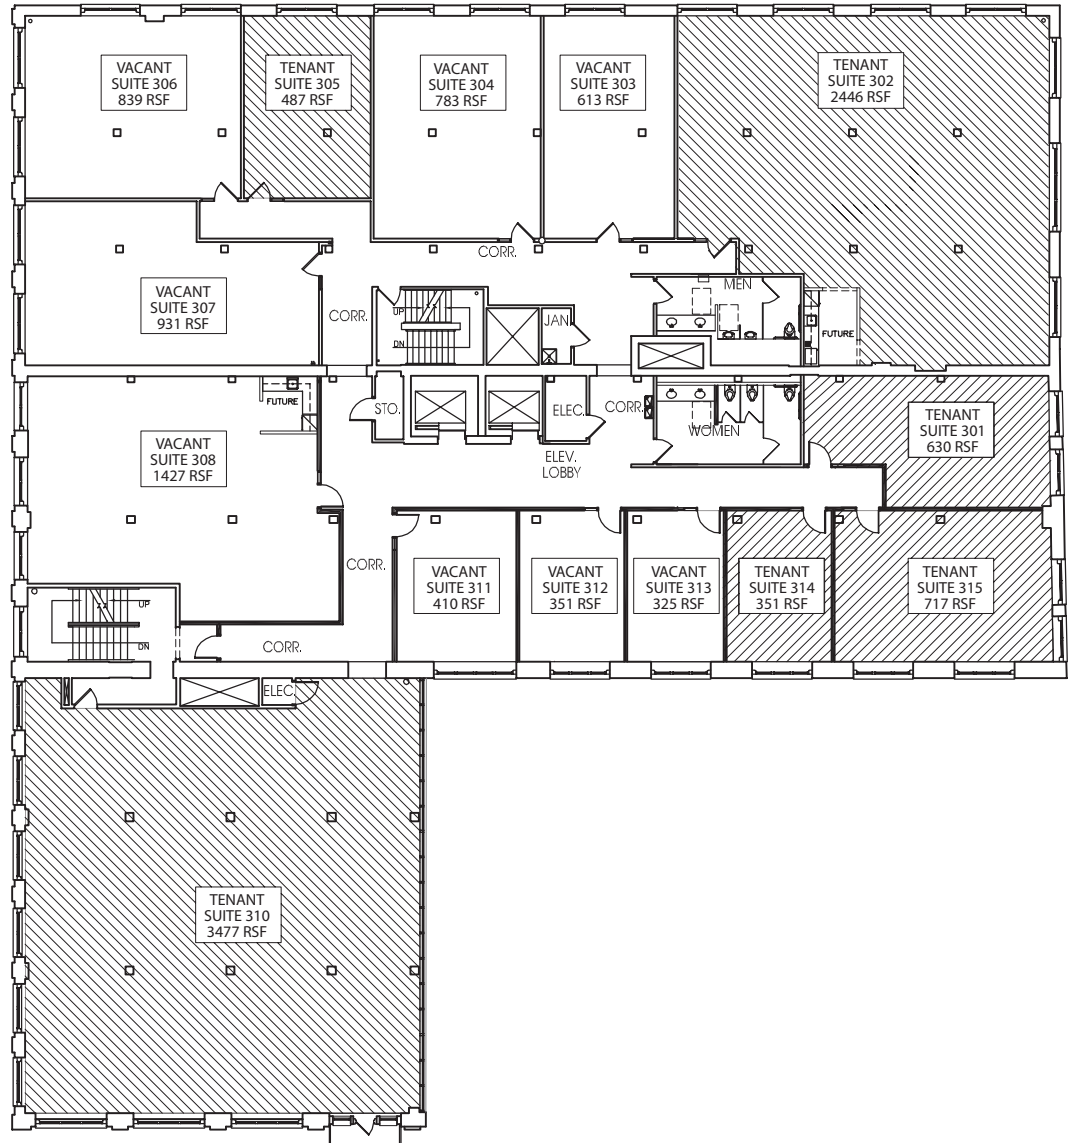 VACANT
SUITE 306
839 RSF
TENANT
SUITE 305
487 RSF
VACANT
SUITE 304
783 RSF
VACANT
SUITE 303
613 RSF
TENANT
SUITE 302
2446 RSF
CORR.
MEN
VACANT
SUITE 307
931 RSF
CORR.
UP
DN
JAN.
FUTURE
FUTURE
STO.
ELEC.
CORR.
WOMEN
TENANT
SUITE 301
630 RSF
VACANT
SUITE 308
1427 RSF
ELEV.
LOBBY
CORR.
VACANT
SUITE 311
410 RSF
VACANT
SUITE 312
351 RSF
VACANT
SUITE 313
325 RSF
TENANT
SUITE 314
351 RSF
TENANT
SUITE 315
717 RSF
UP
DN
CORR.
ELEC.
TENANT
SUITE 310
3477 RSF